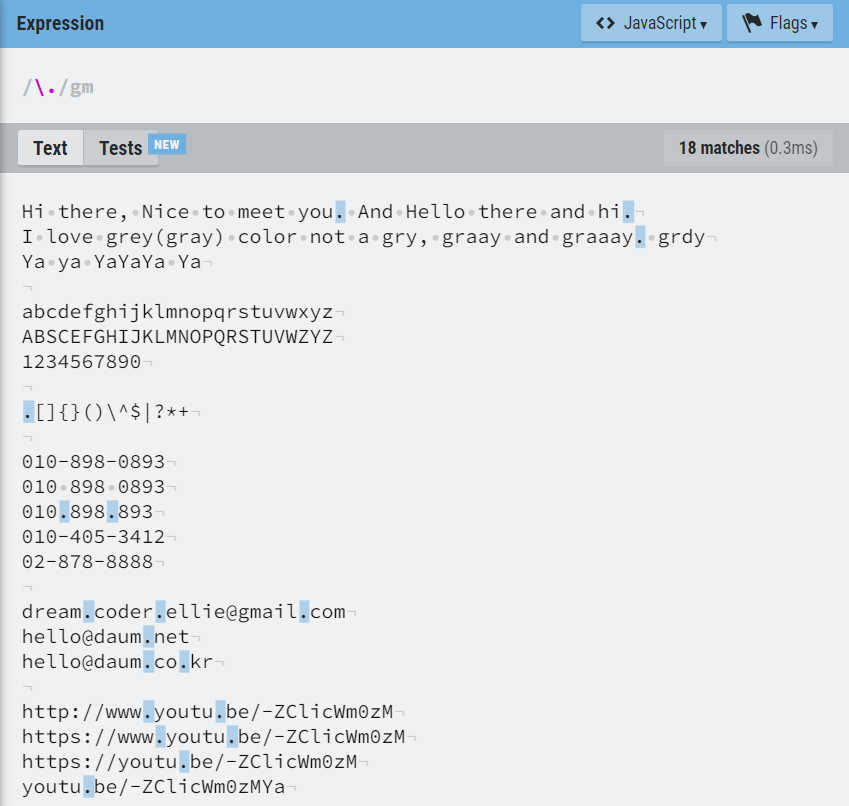 Expression
<> JavaScript ▾
Flags ▾
/\./gm
Text
Tests NEW
18 matches (0.3ms)
Hi there, Nice to meet you. And Hello there and hi.
I love grey(gray) color not a gry, graay and graaay. grdy
Ya ya YaYaYa Ya
abcdefghijklmnopqrstuvwxyz
ABSCEFGHIJKLMNOPQRSTUVWZYZ
1234567890
.[]{}()\^$|?*+
010-898-0893
010 898 0893
010.898.893
010-405-3412
02-878-8888
dream.coder.ellie@gmail.com
hello@daum.net
hello@daum.co.kr
http://www.youtu.be/-ZClicWm0zM
https://www.youtu.be/-ZClicWm0zM
https://youtu.be/-ZClicWm0zM
youtu.be/-ZClicWm0zMYa